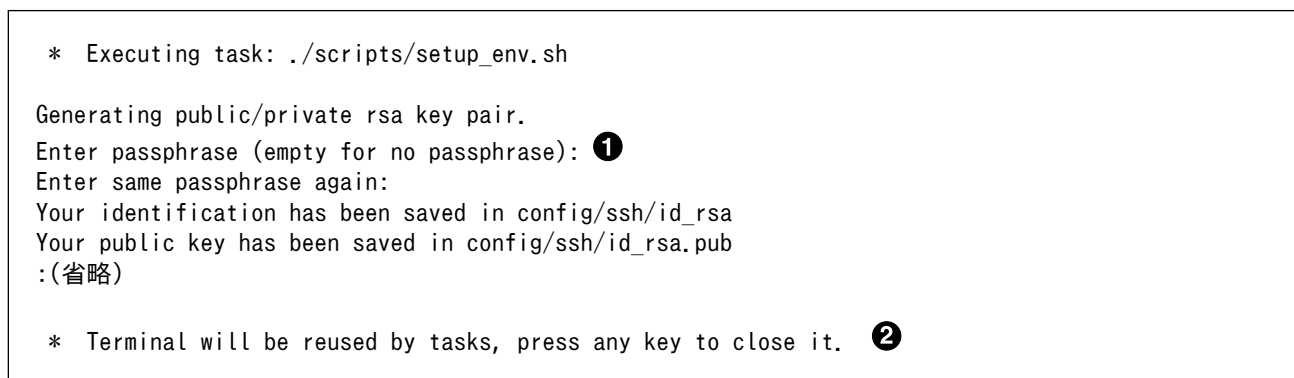 * Executing task: ./scripts/setup_env.sh
Generating public/private rsa key pair.
Enter passphrase (empty for no passphrase): ❶
Enter same passphrase again:
Your identification has been saved in config/ssh/id_rsa
Your public key has been saved in config/ssh/id_rsa.pub
:(省略)
* Terminal will be reused by tasks, press any key to close it. ❷